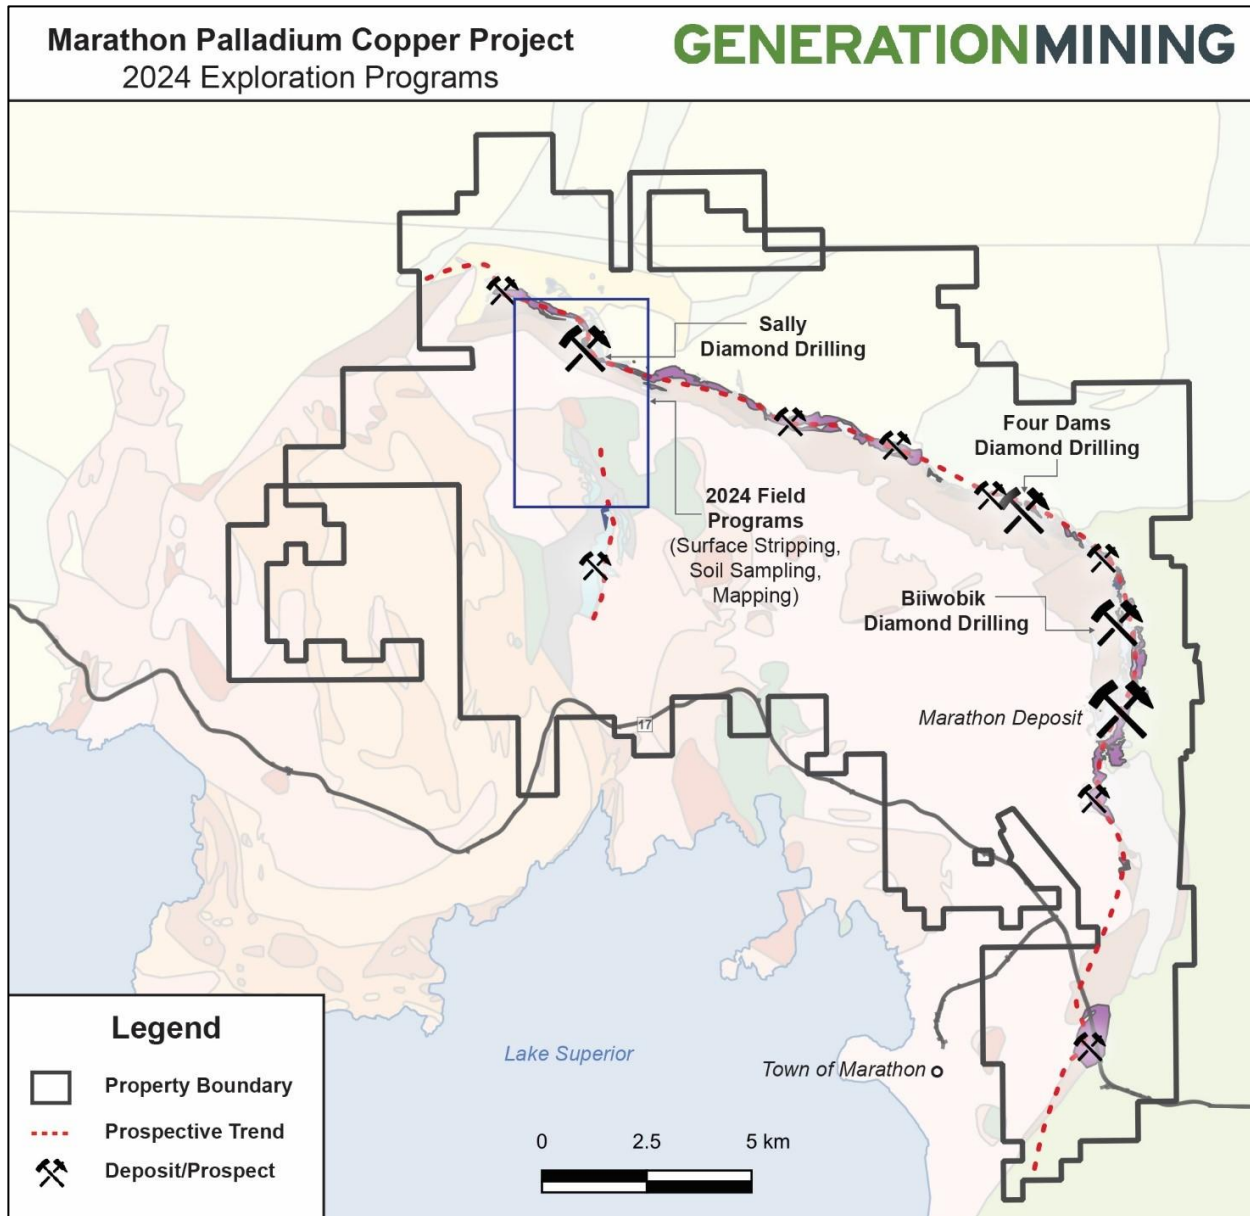 Marathon Palladium Copper Project
2024 Exploration Programs
GENERATIONMINING
Sally
Diamond Drilling
Four Dams
Diamond Drilling
2024 Field
Programs
(Surface Stripping,
Soil Sampling,
Mapping)
Biiwobik
Diamond Drilling
Marathon Deposit
17
Lake Superior
Town of Marathon
Legend
Property Boundary
Prospective Trend
Deposit/Prospect
0 2.5 5 km